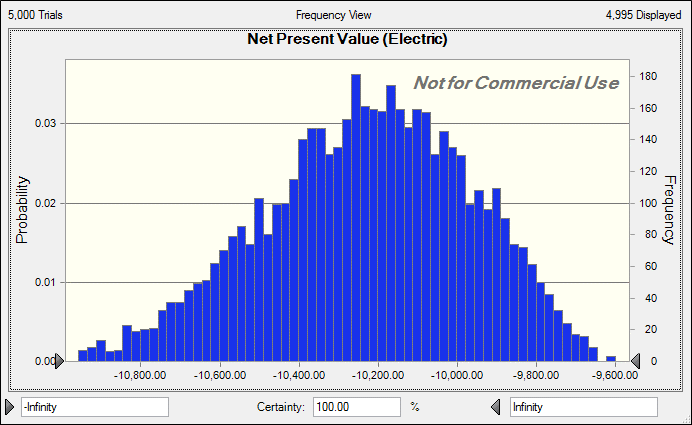 5,000 Trials Frequency View 4,995 Displayed
Net Present Value (Electric)
Not for Commercial Use
Probability
0.03
0.02
0.01
0.00
180
160
140
120
100
80
60
40
20
0
Frequency
-10,800.00 -10,600.00 -10,400.00 -10,200.00 -10,000.00 -9,800.00 -9,600.00
-Infinity Certainty: 100.00 % Infinity